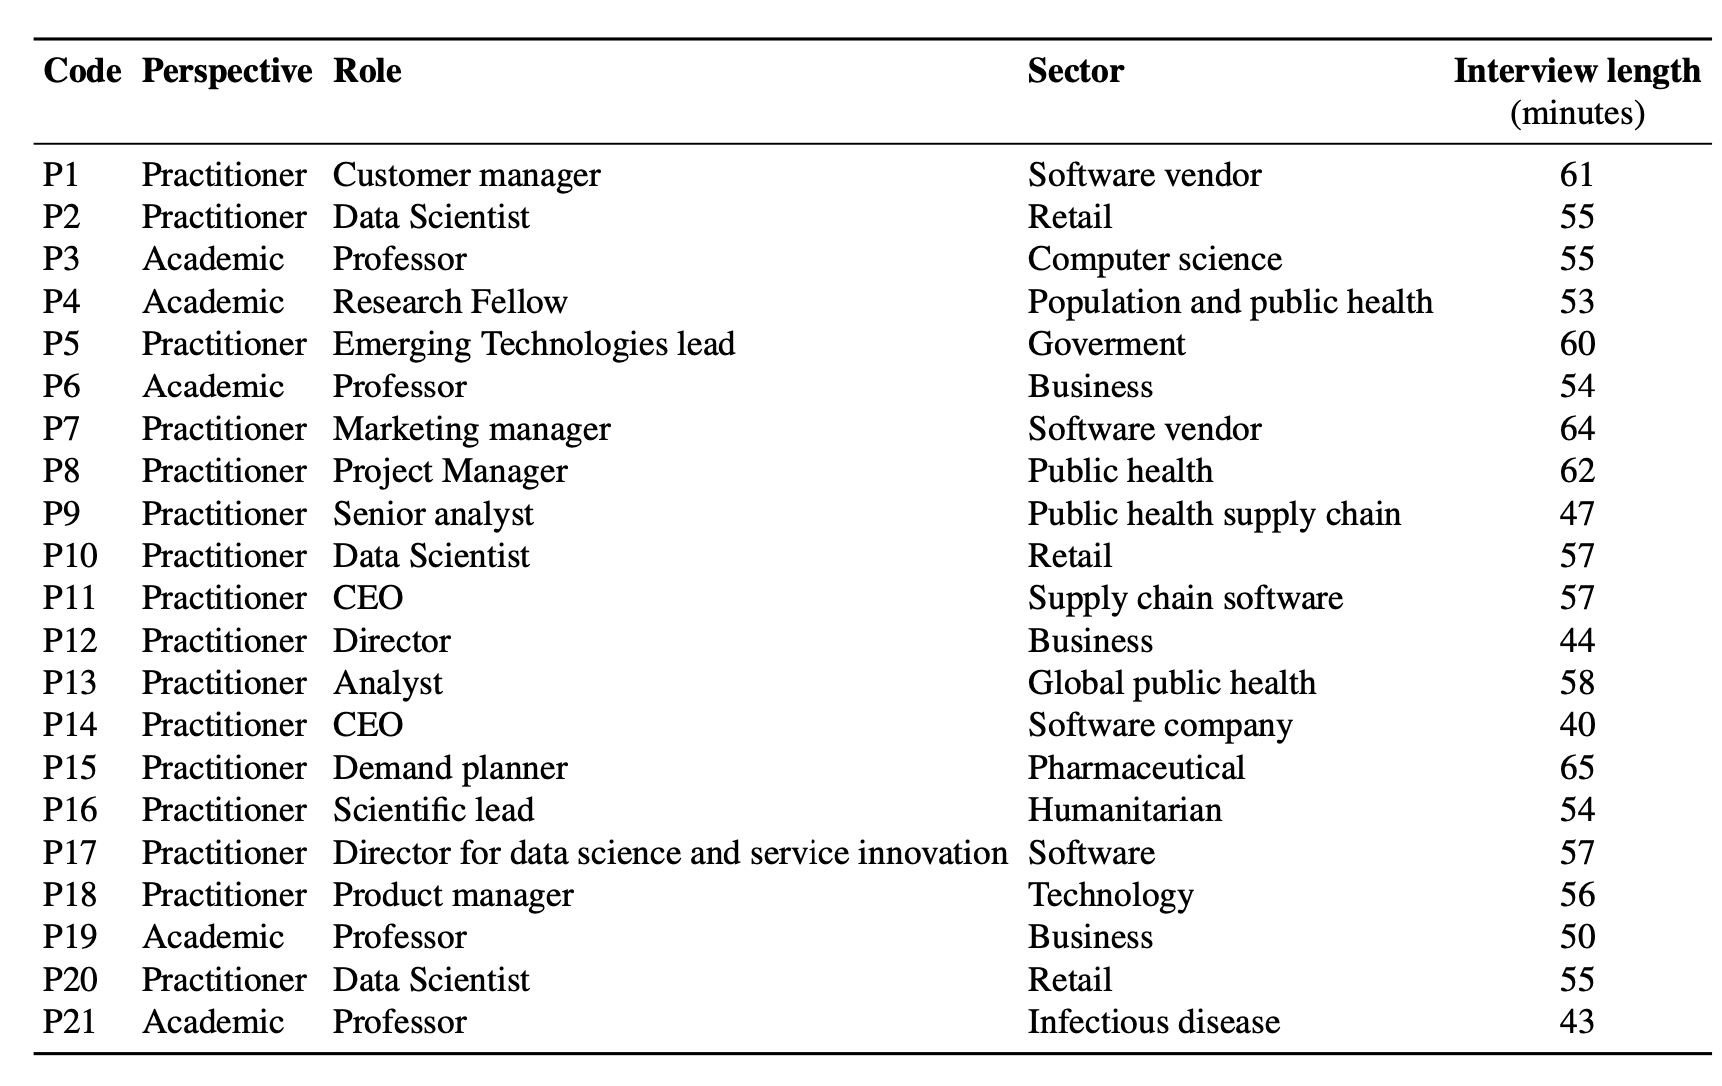 Code Perspective Role Sector Interview length
(minutes)
P1 Practitioner Customer manager Software vendor 61
P2 Practitioner Data Scientist Retail 55
P3 Academic Professor Computer science 55
P4 Academic Research Fellow Population and public health 53
P5 Practitioner Emerging Technologies lead Goverment 60
P6 Academic Professor Business 54
P7 Practitioner Marketing manager Software vendor 64
P8 Practitioner Project Manager Public health 62
P9 Practitioner Senior analyst Public health supply chain 47
P10 Practitioner Data Scientist Retail 57
P11 Practitioner CEO Supply chain software 57
P12 Practitioner Director Business 44
P13 Practitioner Analyst Global public health 58
P14 Practitioner CEO Software company 40
P15 Practitioner Demand planner Pharmaceutical 65
P16 Practitioner Scientific lead Humanitarian 54
P17 Practitioner Director for data science and service innovation Software 57
P18 Practitioner Product manager Technology 56
P19 Academic Professor Business 50
P20 Practitioner Data Scientist Retail 55
P21 Academic Professor Infectious disease 43